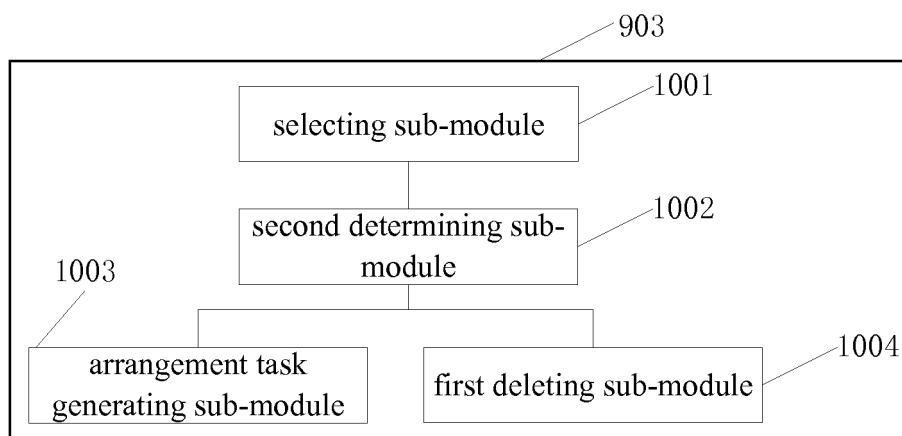 903
1001
selecting sub-module
1002
second determining sub-
module
1003
arrangement task
generating sub-module
1004
first deleting sub-module